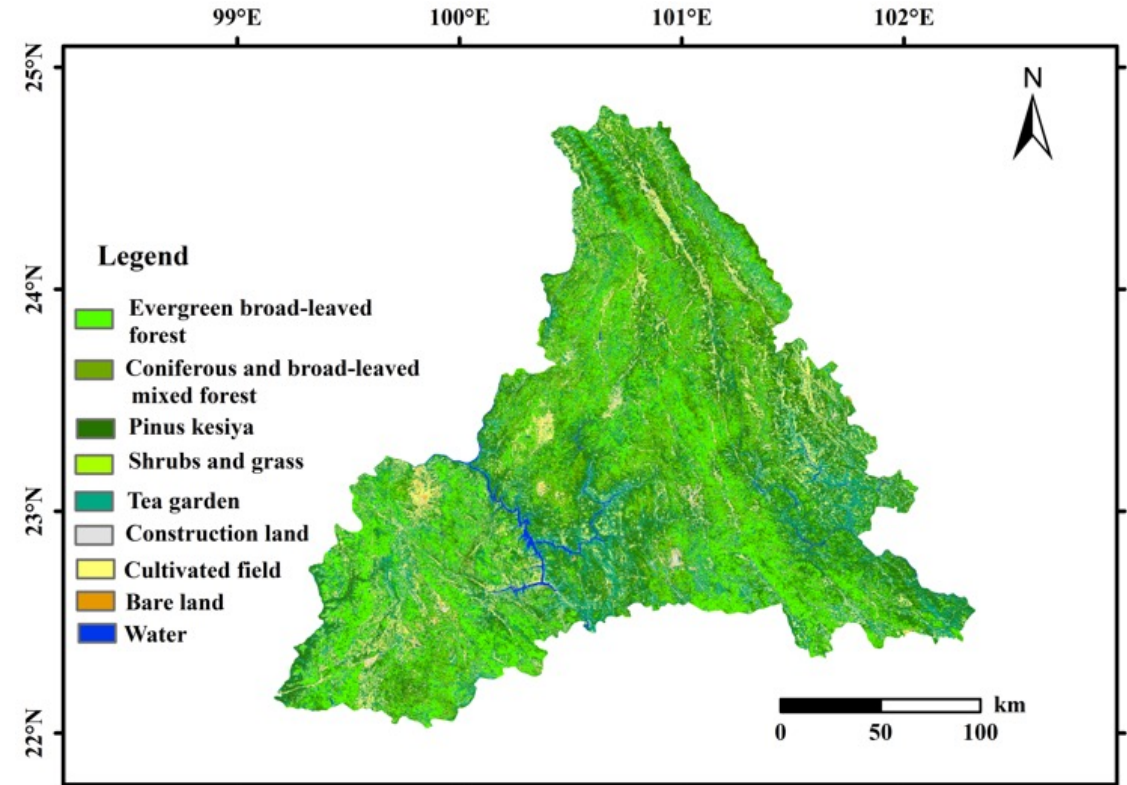 99°E 100°E 101°E 102°E
25°N
24°N
23°N
22°N
N
Legend
Evergreen broad-leaved
forest
Coniferous and broad-leaved
mixed forest
Pinus kesiya
Shrubs and grass
Tea garden
Construction land
Cultivated field
Bare land
Water
km
0 50 100